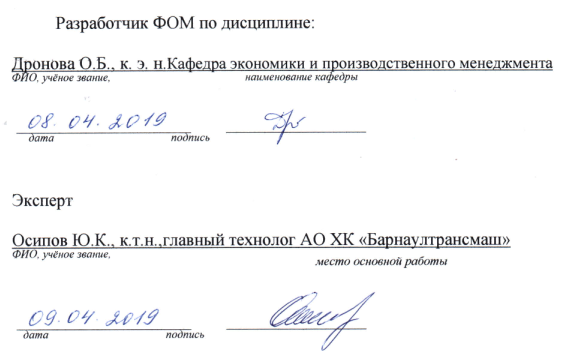 Разработчик ФОМ по дисциплине:
Дронова О.Б., к. э. н.Кафедра экономики и производственного менеджмента
ФИО, учёное звание, наименование кафедры
08. 04. 2019
дата подпись
Эксперт
Осипов Ю.К., к.т.н.,главный технолог АО ХК «Барнаултрансмаш»
ФИО, учёное звание,
место основной работы
09. 04. 2019
дата подпись